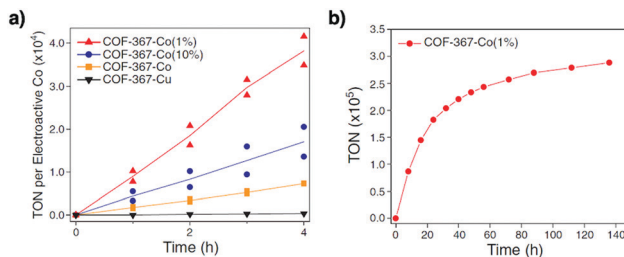 a)
TON per Electroactive Co (x10⁴)
4.0
3.0
2.0
1.0
0.0
COF-367-Co(1%)
COF-367-Co(10%)
COF-367-Co
COF-367-Cu
0 1 2 3 4
Time (h)
b)
TON (x10⁵)
3.5
3.0
2.5
2.0
1.5
1.0
0.5
0.0
COF-367-Co(1%)
0 20 40 60 80 100 120 140
Time (h)